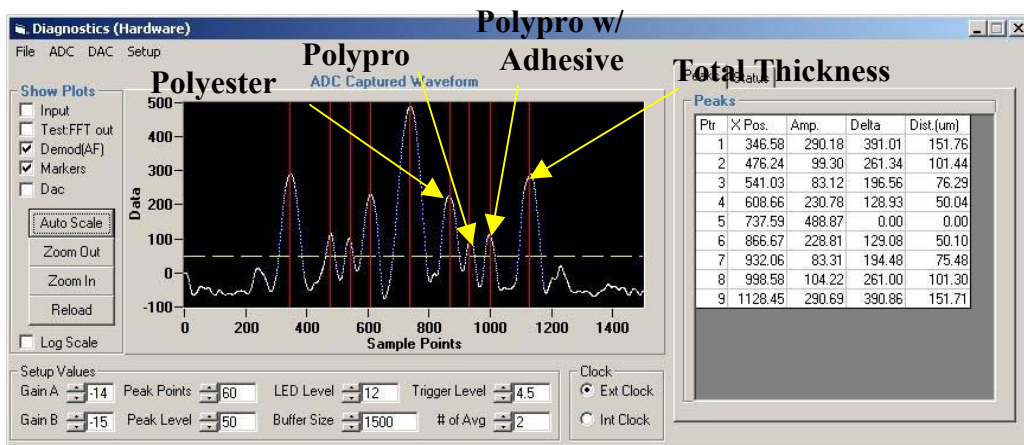 Diagnostics (Hardware)
File ADC DAC Setup
Polyester
Polypro
Polypro w/
Adhesive
Total Thickness
Show Plots
Input
Test:FFT out
Demod(AF)
Markers
Dac
Auto Scale
Zoom Out
Zoom In
Reload
Log Scale
ADC Captured Waveform
Data
500
400
300
200
100
0
-100
0 200 400 600 800 1000 1200 1400
Sample Points
Status
Peaks
Ptr X Pos. Amp. Delta Dist.(um)
1 346.58 290.18 391.01 151.76
2 476.24 99.30 261.34 101.44
3 541.03 83.12 196.56 76.29
4 608.66 230.78 128.93 50.04
5 737.59 488.87 0.00 0.00
6 866.67 228.81 129.08 50.10
7 932.06 83.31 194.48 75.48
8 998.58 104.22 261.00 101.30
9 1128.45 290.69 390.86 151.71
Setup Values
Gain A -14 Peak Points 60 LED Level 12 Trigger Level 4.5
Gain B -15 Peak Level 50 Buffer Size 1500 # of Avg 2
Clock
Ext Clock
Int Clock